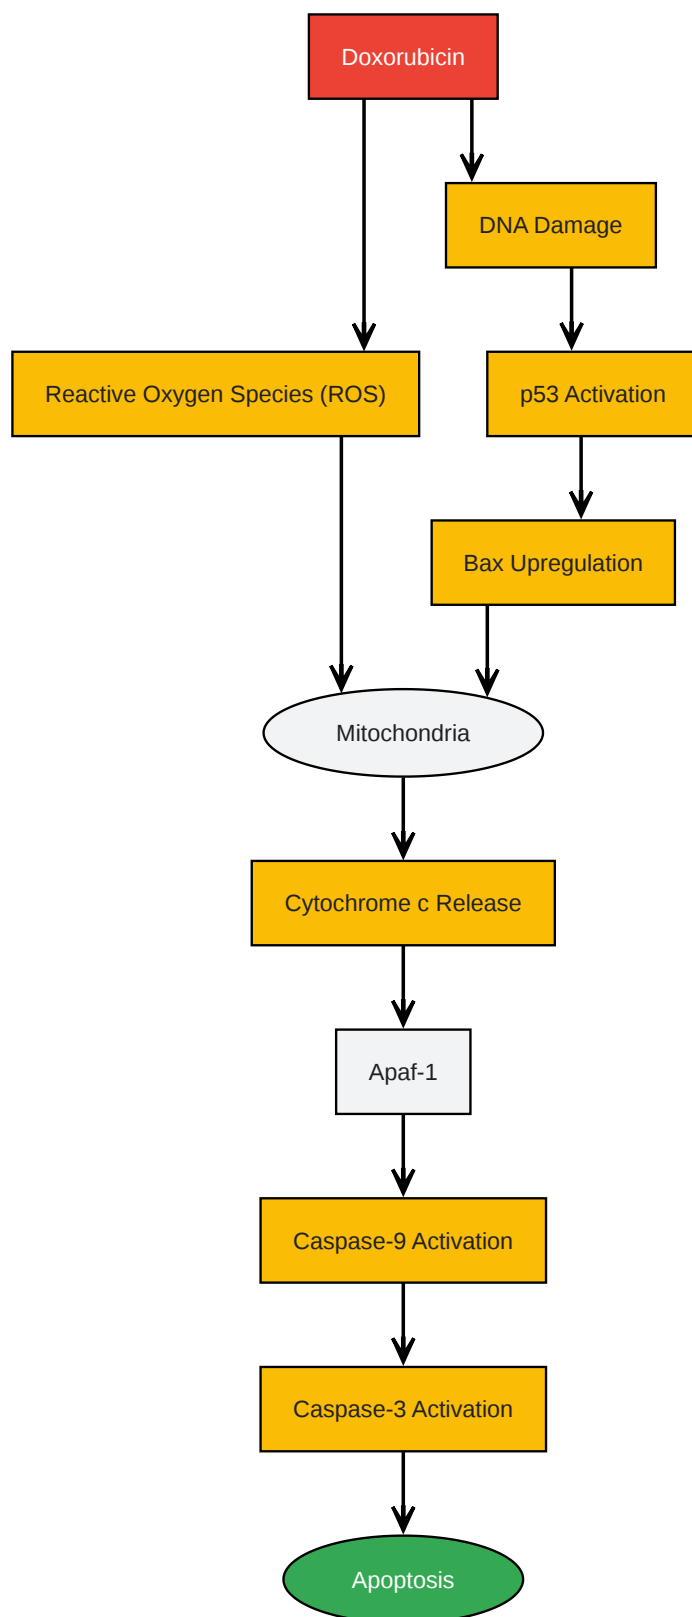 Doxorubicin
DNA Damage
Reactive Oxygen Species (ROS)
p53 Activation
Bax Upregulation
Mitochondria
Cytochrome c Release
Apaf-1
Caspase-9 Activation
Caspase-3 Activation
Apoptosis